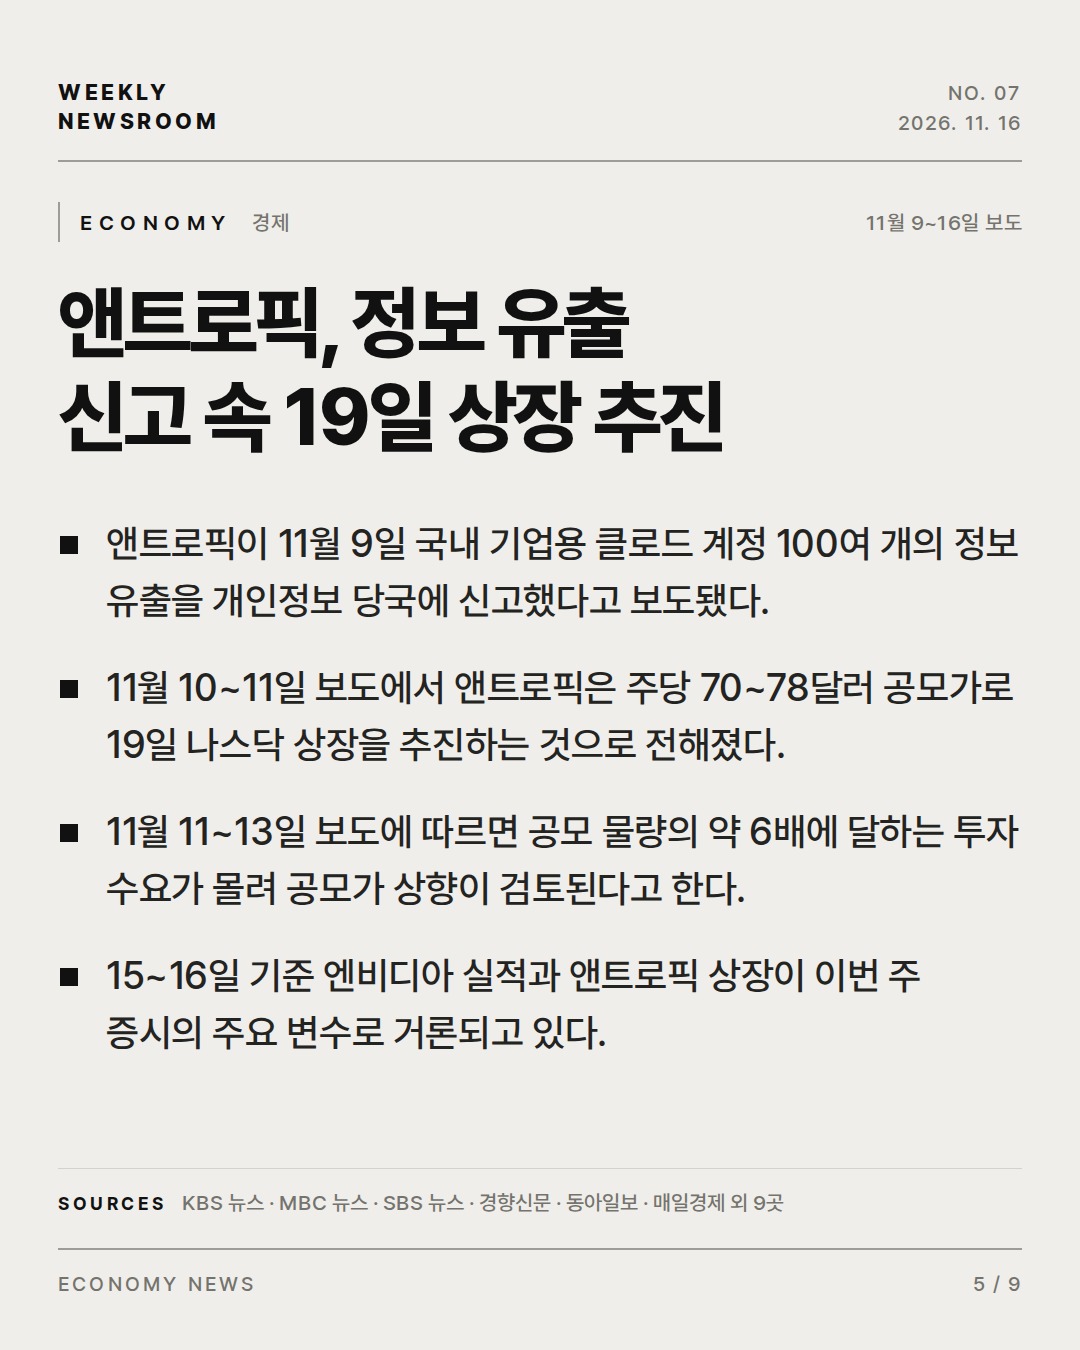 WEEKLY
NEWSROOM
NO. 07
2026. 11. 16
ECONOMY 경제
11월 9~16일 보도
앤트로픽, 정보 유출
신고 속 19일 상장 추진
■ 앤트로픽이 11월 9일 국내 기업용 클로드 계정 100여 개의 정보
유출을 개인정보 당국에 신고했다고 보도됐다.
■ 11월 10~11일 보도에서 앤트로픽은 주당 70~78달러 공모가로
19일 나스닥 상장을 추진하는 것으로 전해졌다.
■ 11월 11~13일 보도에 따르면 공모 물량의 약 6배에 달하는 투자
수요가 몰려 공모가 상향이 검토된다고 한다.
■ 15~16일 기준 엔비디아 실적과 앤트로픽 상장이 이번 주
증시의 주요 변수로 거론되고 있다.
SOURCES KBS 뉴스 · MBC 뉴스 · SBS 뉴스 · 경향신문 · 동아일보 · 매일경제 외 9곳
ECONOMY NEWS
5 / 9